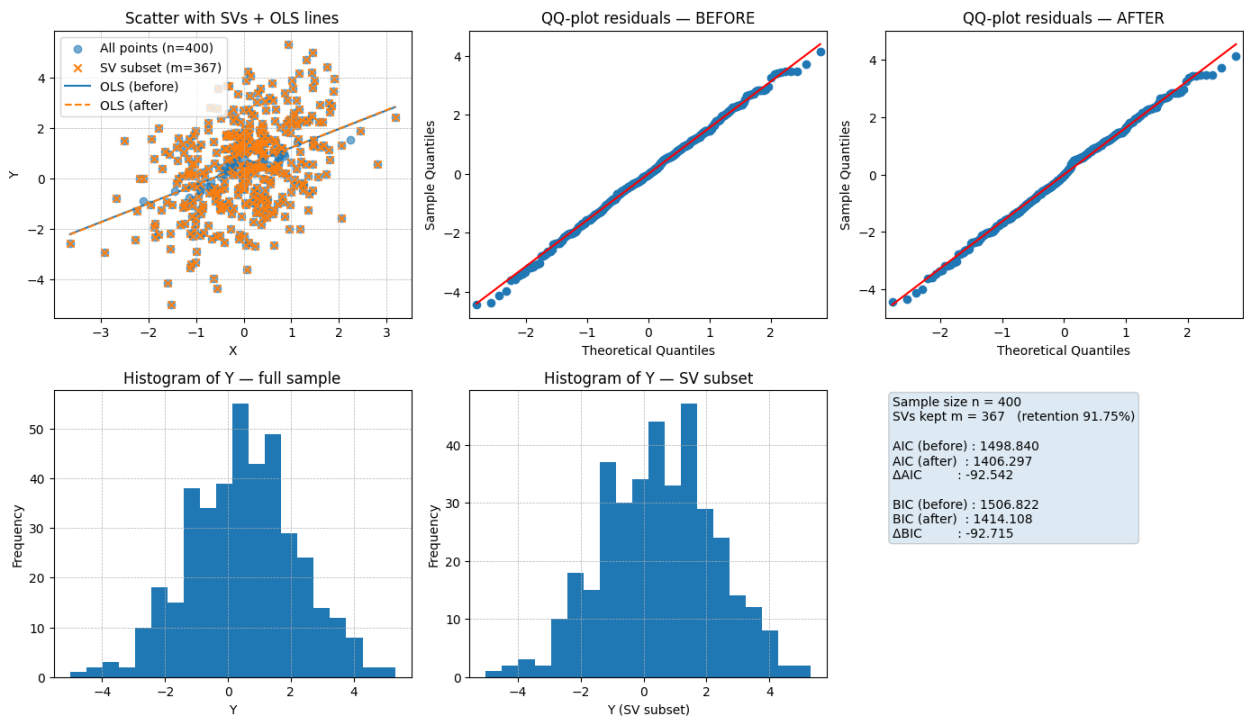 Scatter with SVs + OLS lines
All points (n=400)
SV subset (m=367)
OLS (before)
OLS (after)
4
2
0
−2
−4
Y
−3
−2
−1
0
1
2
3
X
QQ-plot residuals — BEFORE
4
2
0
−2
−4
Sample Quantiles
−2
−1
0
1
2
Theoretical Quantiles
QQ-plot residuals — AFTER
4
2
0
−2
−4
Sample Quantiles
−2
−1
0
1
2
Theoretical Quantiles
Histogram of Y — full sample
50
40
30
20
10
0
Frequency
−4
−2
0
2
4
Y
Histogram of Y — SV subset
40
30
20
10
0
Frequency
−4
−2
0
2
4
Y (SV subset)
Sample size n = 400
SVs kept m = 367 (retention 91.75%)
AIC (before) : 1498.840
AIC (after) : 1406.297
ΔAIC : -92.542
BIC (before) : 1506.822
BIC (after) : 1414.108
ΔBIC : -92.715